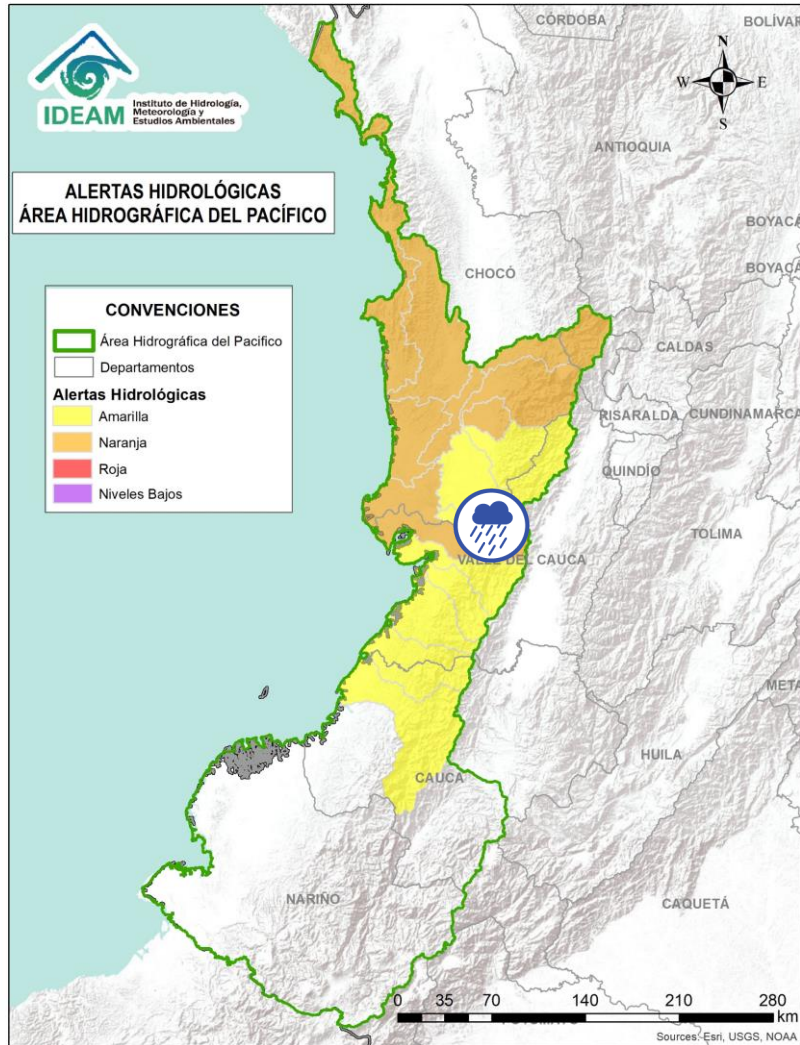 IDEAM
Instituto de Hidrología,
Meteorología y
Estudios Ambientales
ALERTAS HIDROLÓGICAS
ÁREA HIDROGRÁFICA DEL PACÍFICO
CONVENCIONES
Área Hidrográfica del Pacifico
Departamentos
Alertas Hidrológicas
Amarilla
Naranja
Roja
Niveles Bajos
N
W
E
S
CÓRDOBA
BOLÍVAR
ANTIOQUIA
BOYACÁ
BOYACÁ
CHOCÓ
CALDAS
RISARALDA
CUNDINAMARCA
QUINDÍO
TOLIMA
VALLE DEL CAUCA
META
HUILA
CAUCA
NARIÑO
CAQUETÁ
0 35 70 140 210 280
km
Sources: Esri, USGS, NOAA